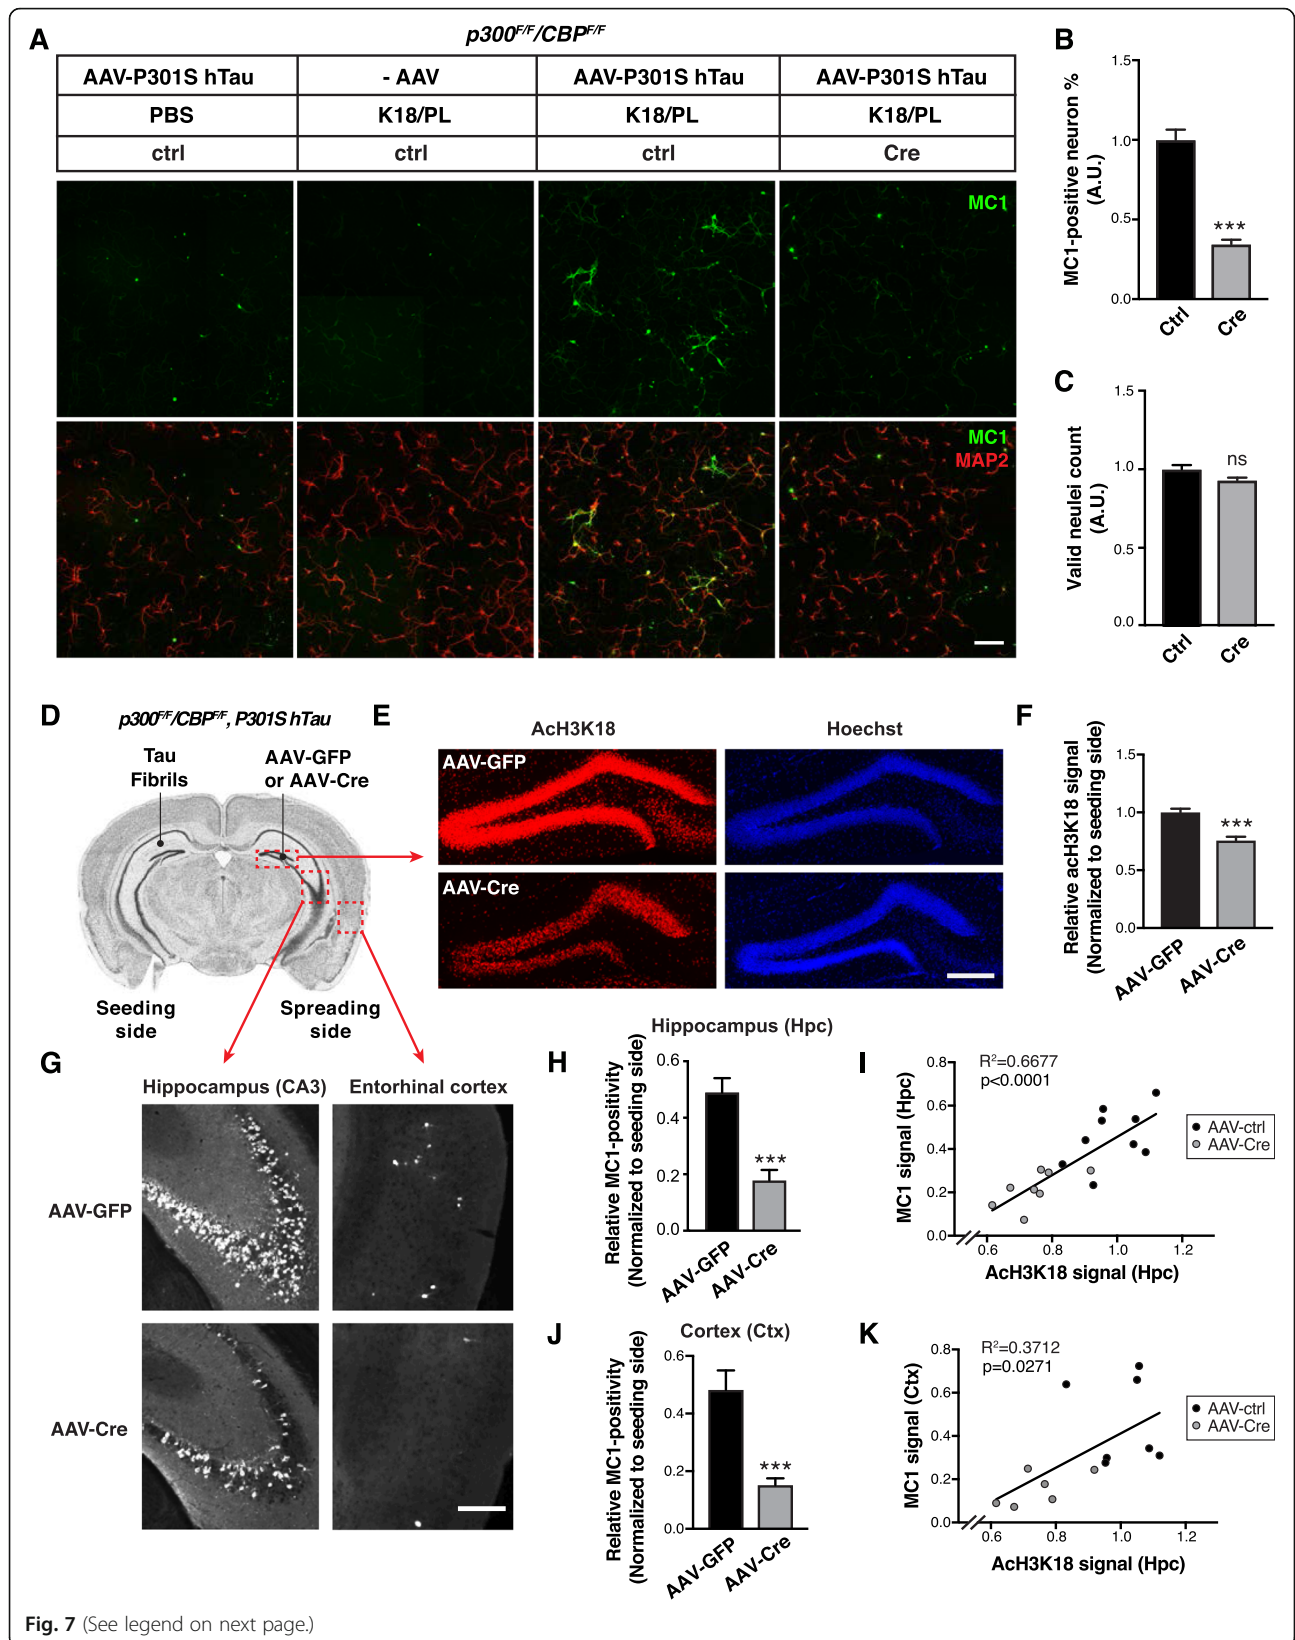 A
p300F/F/CBPF/F
AAV-P301S hTau - AAV AAV-P301S hTau AAV-P301S hTau
PBS K18/PL K18/PL K18/PL
ctrl ctrl ctrl Cre
MC1
MC1
MAP2
B
MC1-positive neuron %
(A.U.)
1.5
1.0
0.5
0.0
Ctrl Cre
***
C
Valid neulei count
(A.U.)
1.5
1.0
0.5
0.0
Ctrl Cre
ns
D
p300F/F/CBPF/F, P301S hTau
Tau
Fibrils
AAV-GFP
or AAV-Cre
Seeding
side
Spreading
side
E
AcH3K18 Hoechst
AAV-GFP
AAV-Cre
F
Relative acH3K18 signal
(Normalized to seeding side)
1.5
1.0
0.5
0.0
AAV-GFP AAV-Cre
***
G
Hippocampus (CA3) Entorhinal cortex
AAV-GFP
AAV-Cre
H
Hippocampus (Hpc)
Relative MC1-positivity
(Normalized to seeding side)
0.6
0.4
0.2
0.0
AAV-GFP AAV-Cre
***
I
R2=0.6677
p<0.0001
MC1 signal (Hpc)
0.8
0.6
0.4
0.2
0.0
0.6 0.8 1.0 1.2
AcH3K18 signal (Hpc)
AAV-ctrl
AAV-Cre
J
Cortex (Ctx)
Relative MC1-positivity
(Normalized to seeding side)
0.6
0.4
0.2
0.0
AAV-GFP AAV-Cre
***
K
R2=0.3712
p=0.0271
MC1 signal (Ctx)
0.8
0.6
0.4
0.2
0.0
0.6 0.8 1.0 1.2
AcH3K18 signal (Hpc)
AAV-ctrl
AAV-Cre
Fig. 7 (See legend on next page.)